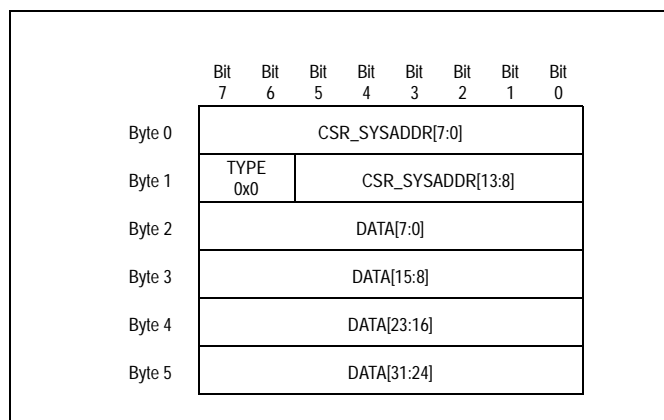 Bit Bit Bit Bit Bit Bit Bit Bit
7 6 5 4 3 2 1 0
Byte 0 CSR_SYSADDR[7:0]
Byte 1 TYPE 0x0 CSR_SYSADDR[13:8]
Byte 2 DATA[7:0]
Byte 3 DATA[15:8]
Byte 4 DATA[23:16]
Byte 5 DATA[31:24]